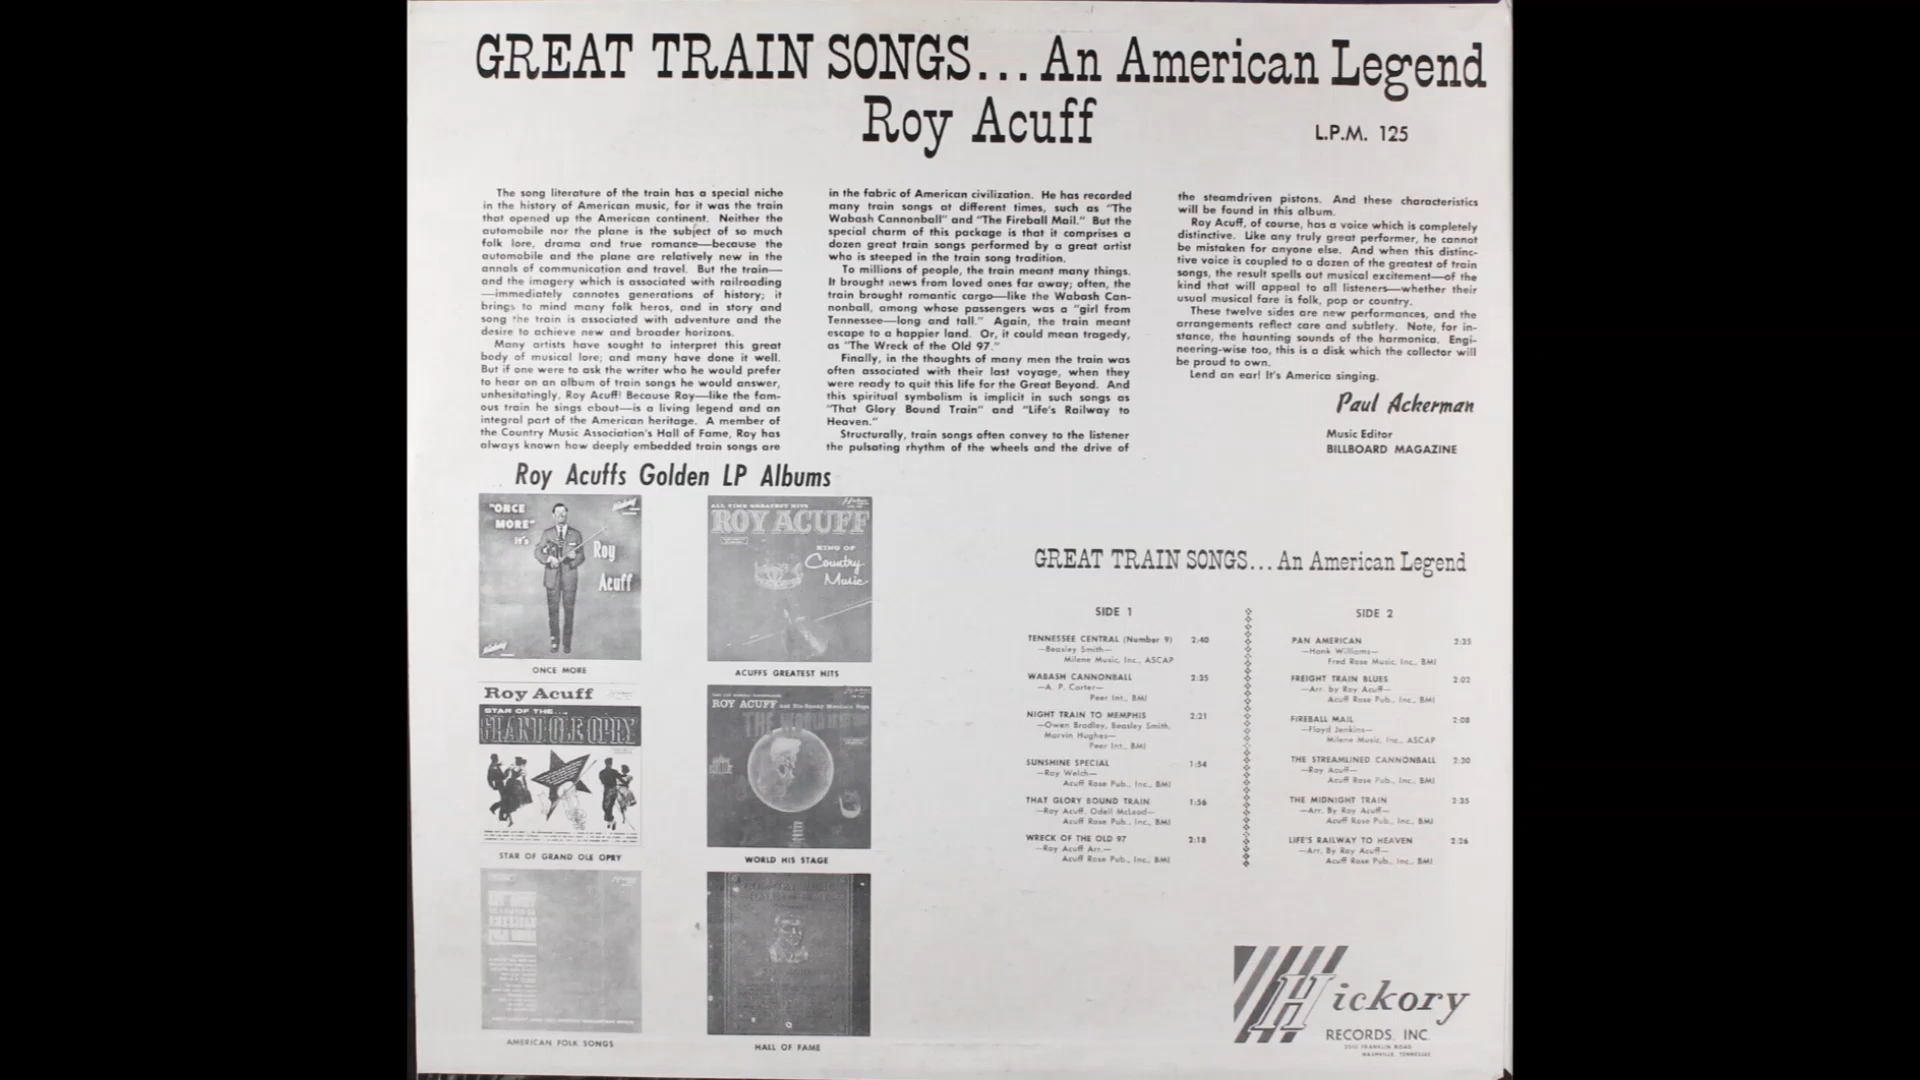 GREAT TRAIN SONGS... An American Legend
Roy Acuff
L.P.M. 125
The song literature of the train has a special niche
in the history of American music, for it was the train
that opened up the American continent. Neither the
automobile nor the plane is the subject of so much
folk lore, drama and true romance—because the
automobile and the plane are relatively new in the
annals of communication and travel. But the train—
and the imagery which is associated with railroading
—immediately connotes generations of history; it
brings to mind many folk heros, and in story and
song the train is associated with adventure and the
desire to achieve new and broader horizons.
Many artists have sought to interpret this great
body of musical lore; and many have done it well.
But if one were to ask the writer who he would prefer
to hear on an album of train songs he would answer,
unhesitatingly, Roy Acuff! Because Roy—like the fam-
ous train he sings about—is a living legend and an
integral part of the American heritage. A member of
the Country Music Association's Hall of Fame, Roy has
always known how deeply embedded train songs are
in the fabric of American civilization. He has recorded
many train songs at different times, such as "The
Wabash Cannonball" and "The Fireball Mail." But the
special charm of this package is that it comprises a
dozen great train songs performed by a great artist
who is steeped in the train song tradition.
To millions of people, the train meant many things.
It brought news from loved ones far away; often, the
train brought romantic cargo—like the Wabash Can-
nonball, among whose passengers was a "girl from
Tennessee—long and tall." Again, the train meant
escape to a happier land. Or, it could mean tragedy,
as "The Wreck of the Old 97."
Finally, in the thoughts of many men the train was
often associated with their last voyage, when they
were ready to quit this life for the Great Beyond. And
this spiritual symbolism is implicit in such songs as
"That Glory Bound Train" and "Life's Railway to
Heaven."
Structurally, train songs often convey to the listener
the pulsating rhythm of the wheels and the drive of
the steamdriven pistons. And these characteristics
will be found in this album.
Roy Acuff, of course, has a voice which is completely
distinctive. Like any truly great performer, he cannot
be mistaken for anyone else. And when this distinc-
tive voice is coupled to a dozen of the greatest of train
songs, the result spells out musical excitement—of the
kind that will appeal to all listeners—whether their
usual musical fare is folk, pop or country.
These twelve sides are new performances, and the
arrangements reflect care and subtlety. Note, for in-
stance, the haunting sounds of the harmonica. Engi-
neering-wise too, this is a disk which the collector will
be proud to own.
Lend an ear! It's America singing.
Paul Ackerman
Music Editor
BILLBOARD MAGAZINE
Roy Acuffs Golden LP Albums
"ONCE
MORE"
It's
Roy
Acuff
ONCE MORE
ALL TIME GREATEST HITS
ROY ACUFF
KING OF
Country
Music
ACUFFS GREATEST HITS
Roy Acuff
STAR OF THE...
GRAND OLE OPRY
STAR OF GRAND OLE OPRY
ROY ACUFF and His Smoky Mountain Boys
THE WORLD
WORLD HIS STAGE
AMERICAN FOLK SONGS
HALL OF FAME
GREAT TRAIN SONGS... An American Legend
SIDE 1
TENNESSEE CENTRAL (Number 9) 2:40
—Beasley Smith—
Milene Music, Inc., ASCAP
WABASH CANNONBALL 2:35
—A. P. Carter—
Peer Int., BMI
NIGHT TRAIN TO MEMPHIS 2:21
—Owen Bradley, Beasley Smith,
Marvin Hughes—
Peer Int., BMI
SUNSHINE SPECIAL 1:54
—Ray Welch—
Acuff Rose Pub., Inc., BMI
THAT GLORY BOUND TRAIN 1:56
—Roy Acuff, Odell McLeod—
Acuff Rose Pub., Inc., BMI
WRECK OF THE OLD 97 2:18
—Roy Acuff Arr.—
Acuff Rose Pub., Inc., BMI
SIDE 2
PAN AMERICAN 2:35
—Hank Williams—
Fred Rose Music, Inc., BMI
FREIGHT TRAIN BLUES 2:02
—Arr. by Roy Acuff—
Acuff Rose Pub., Inc., BMI
FIREBALL MAIL 2:08
—Floyd Jenkins—
Milene Music, Inc., ASCAP
THE STREAMLINED CANNONBALL 2:30
—Roy Acuff—
Acuff Rose Pub., Inc., BMI
THE MIDNIGHT TRAIN 2:35
—Arr. By Roy Acuff—
Acuff Rose Pub., Inc., BMI
LIFE'S RAILWAY TO HEAVEN 2:26
—Arr. By Roy Acuff—
Acuff Rose Pub., Inc., BMI
Hickory
RECORDS, INC.
2510 FRANKLIN ROAD
NASHVILLE, TENNESSEE